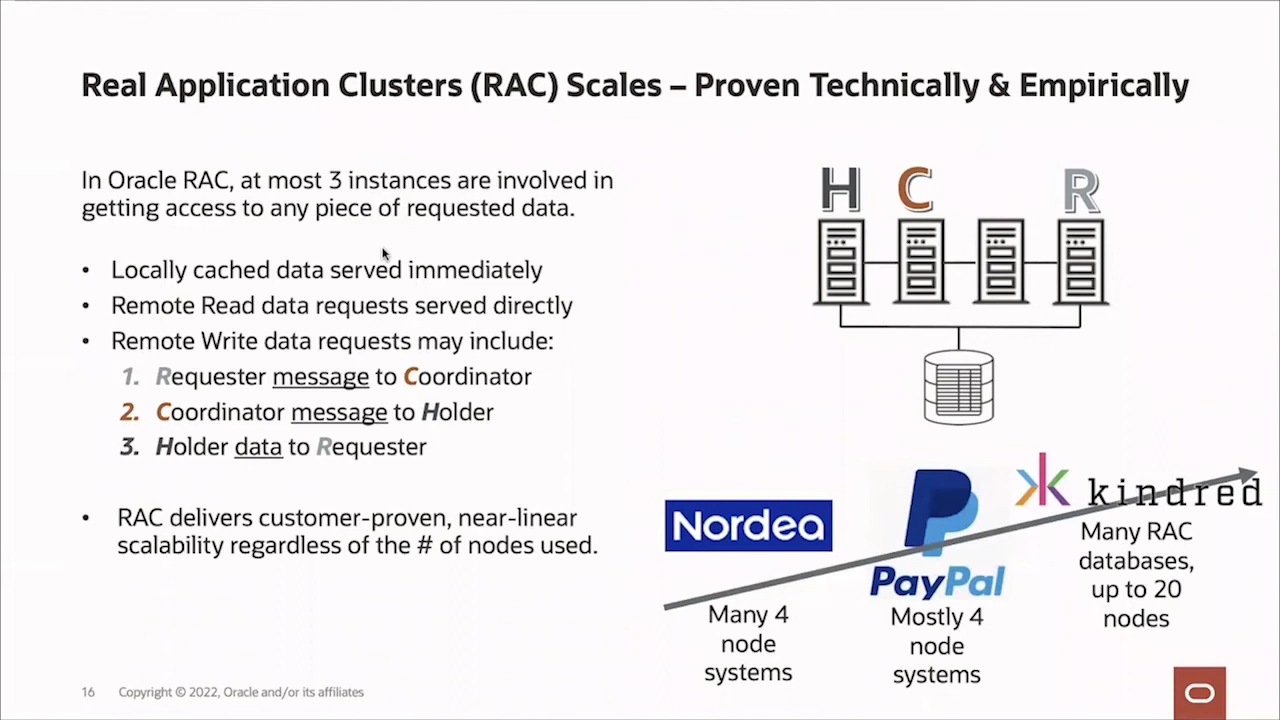 Real Application Clusters (RAC) Scales – Proven Technically & Empirically
In Oracle RAC, at most 3 instances are involved in
getting access to any piece of requested data.
• Locally cached data served immediately
• Remote Read data requests served directly
• Remote Write data requests may include:
1. Requester message to Coordinator
2. Coordinator message to Holder
3. Holder data to Requester
• RAC delivers customer-proven, near-linear
scalability regardless of the # of nodes used.
H C R
Nordea
Many 4
node
systems
PayPal
Mostly 4
node
systems
kindred
Many RAC
databases,
up to 20
nodes
16 Copyright © 2022, Oracle and/or its affiliates